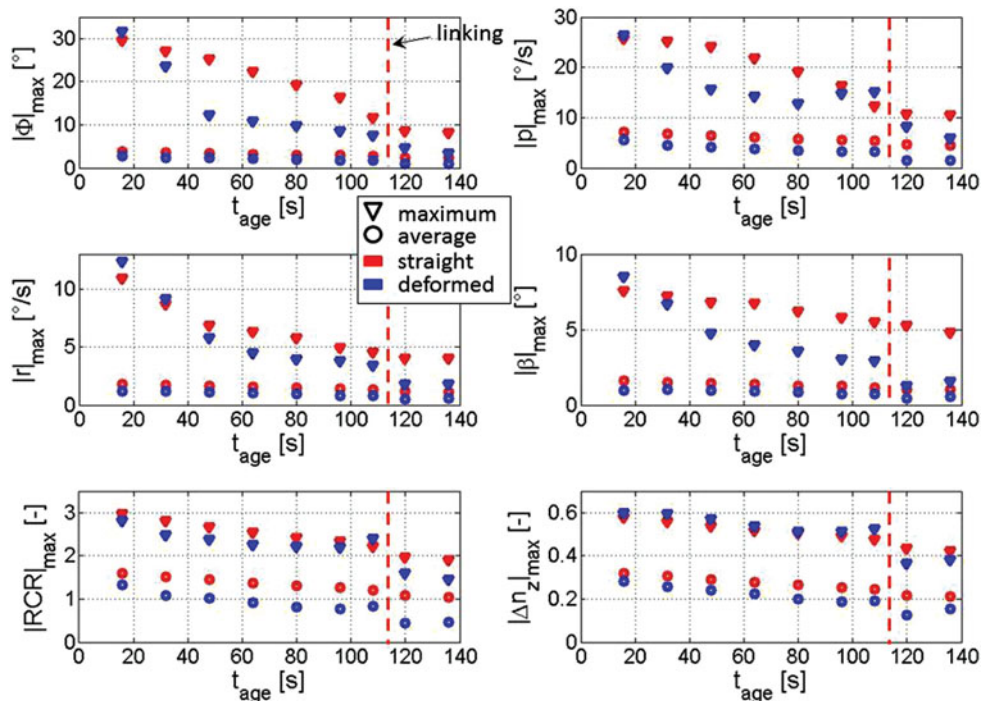 |Φ|max [°]
30
20
10
0
linking
0 20 40 60 80 100 120 140
tage [s]
|p|max [°/s]
30
20
10
0
0 20 40 60 80 100 120 140
tage [s]
maximum
average
straight
deformed
|r|max [°/s]
10
5
0
0 20 40 60 80 100 120 140
tage [s]
|β|max [°]
10
5
0
0 20 40 60 80 100 120 140
tage [s]
|RCR|max [-]
3
2
1
0
0 20 40 60 80 100 120 140
tage [s]
|Δnz|max [-]
0.6
0.4
0.2
0
0 20 40 60 80 100 120 140
tage [s]